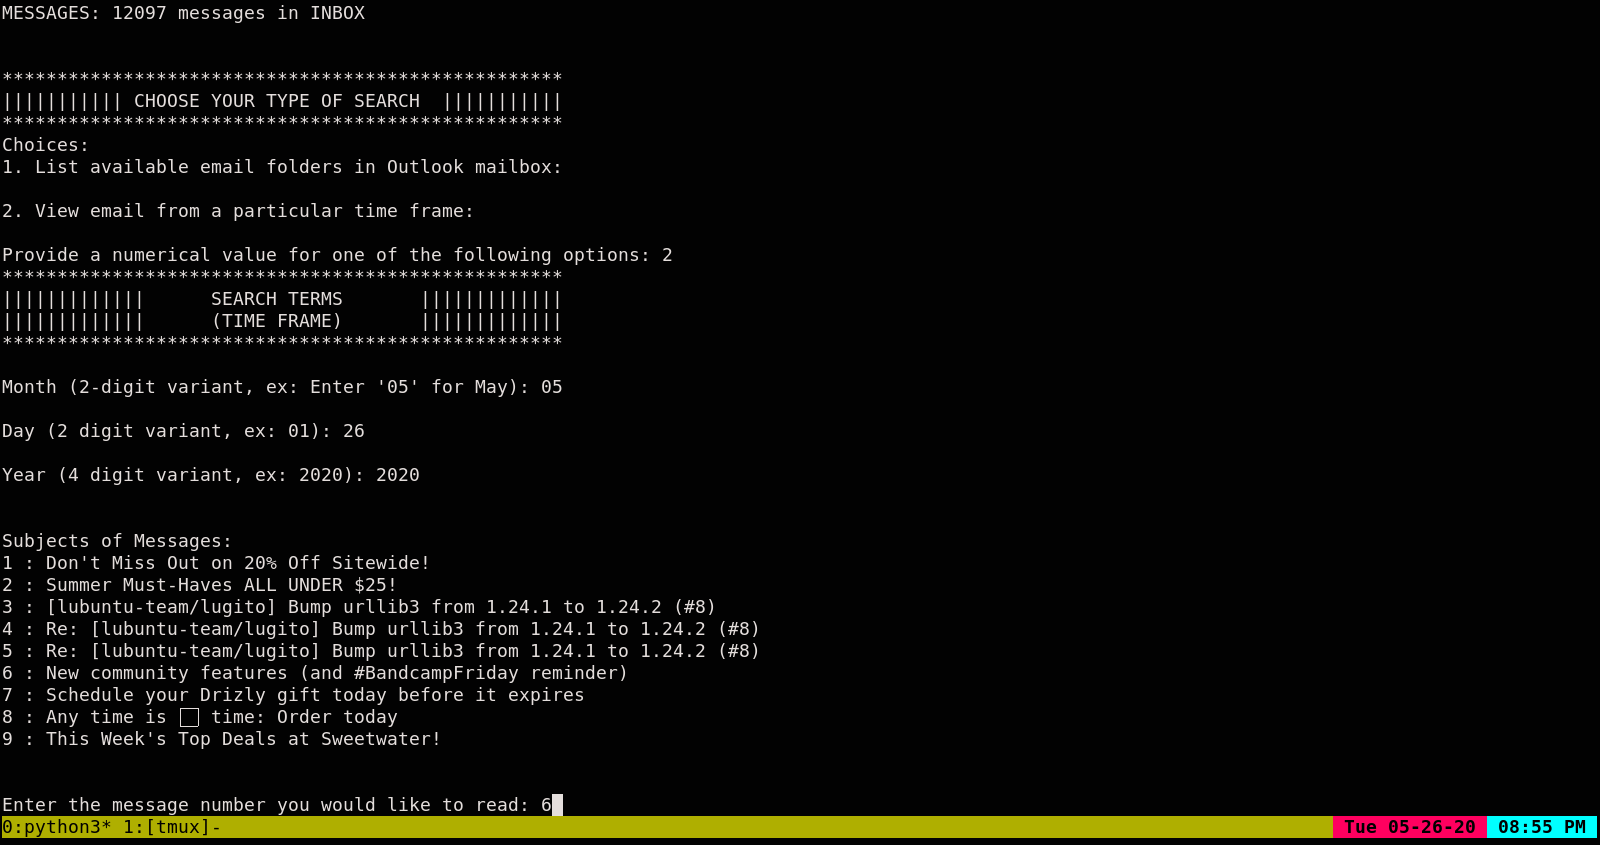 MESSAGES: 12097 messages in INBOX
***************************************************
||||||||||| CHOOSE YOUR TYPE OF SEARCH  |||||||||||
***************************************************
Choices:
1. List available email folders in Outlook mailbox:
2. View email from a particular time frame:
Provide a numerical value for one of the following options: 2
***************************************************
|||||||||||||      SEARCH TERMS       |||||||||||||
|||||||||||||      (TIME FRAME)       |||||||||||||
***************************************************
Month (2-digit variant, ex: Enter '05' for May): 05
Day (2 digit variant, ex: 01): 26
Year (4 digit variant, ex: 2020): 2020
Subjects of Messages:
1 : Don't Miss Out on 20% Off Sitewide!
2 : Summer Must-Haves ALL UNDER $25!
3 : [lubuntu-team/lugito] Bump urllib3 from 1.24.1 to 1.24.2 (#8)
4 : Re: [lubuntu-team/lugito] Bump urllib3 from 1.24.1 to 1.24.2 (#8)
5 : Re: [lubuntu-team/lugito] Bump urllib3 from 1.24.1 to 1.24.2 (#8)
6 : New community features (and #BandcampFriday reminder)
7 : Schedule your Drizly gift today before it expires
8 : Any time is time: Order today
9 : This Week's Top Deals at Sweetwater!
Enter the message number you would like to read: 6
0:python3* 1:[tmux]- Tue 05-26-20 08:55 PM